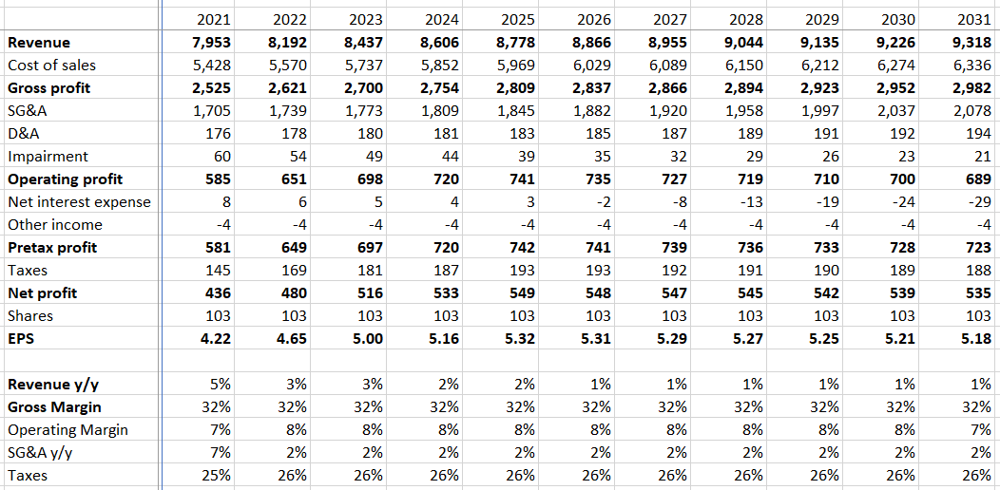 2021 2022 2023 2024 2025 2026 2027 2028 2029 2030 2031
Revenue 7,953 8,192 8,437 8,606 8,778 8,866 8,955 9,044 9,135 9,226 9,318
Cost of sales 5,428 5,570 5,737 5,852 5,969 6,029 6,089 6,150 6,212 6,274 6,336
Gross profit 2,525 2,621 2,700 2,754 2,809 2,837 2,866 2,894 2,923 2,952 2,982
SG&A 1,705 1,739 1,773 1,809 1,845 1,882 1,920 1,958 1,997 2,037 2,078
D&A 176 178 180 181 183 185 187 189 191 192 194
Impairment 60 54 49 44 39 35 32 29 26 23 21
Operating profit 585 651 698 720 741 735 727 719 710 700 689
Net interest expense 8 6 5 4 3 -2 -8 -13 -19 -24 -29
Other income -4 -4 -4 -4 -4 -4 -4 -4 -4 -4 -4
Pretax profit 581 649 697 720 742 741 739 736 733 728 723
Taxes 145 169 181 187 193 193 192 191 190 189 188
Net profit 436 480 516 533 549 548 547 545 542 539 535
Shares 103 103 103 103 103 103 103 103 103 103 103
EPS 4.22 4.65 5.00 5.16 5.32 5.31 5.29 5.27 5.25 5.21 5.18
Revenue y/y 5% 3% 3% 2% 2% 1% 1% 1% 1% 1% 1%
Gross Margin 32% 32% 32% 32% 32% 32% 32% 32% 32% 32% 32%
Operating Margin 7% 8% 8% 8% 8% 8% 8% 8% 8% 8% 7%
SG&A y/y 7% 2% 2% 2% 2% 2% 2% 2% 2% 2% 2%
Taxes 25% 26% 26% 26% 26% 26% 26% 26% 26% 26% 26%